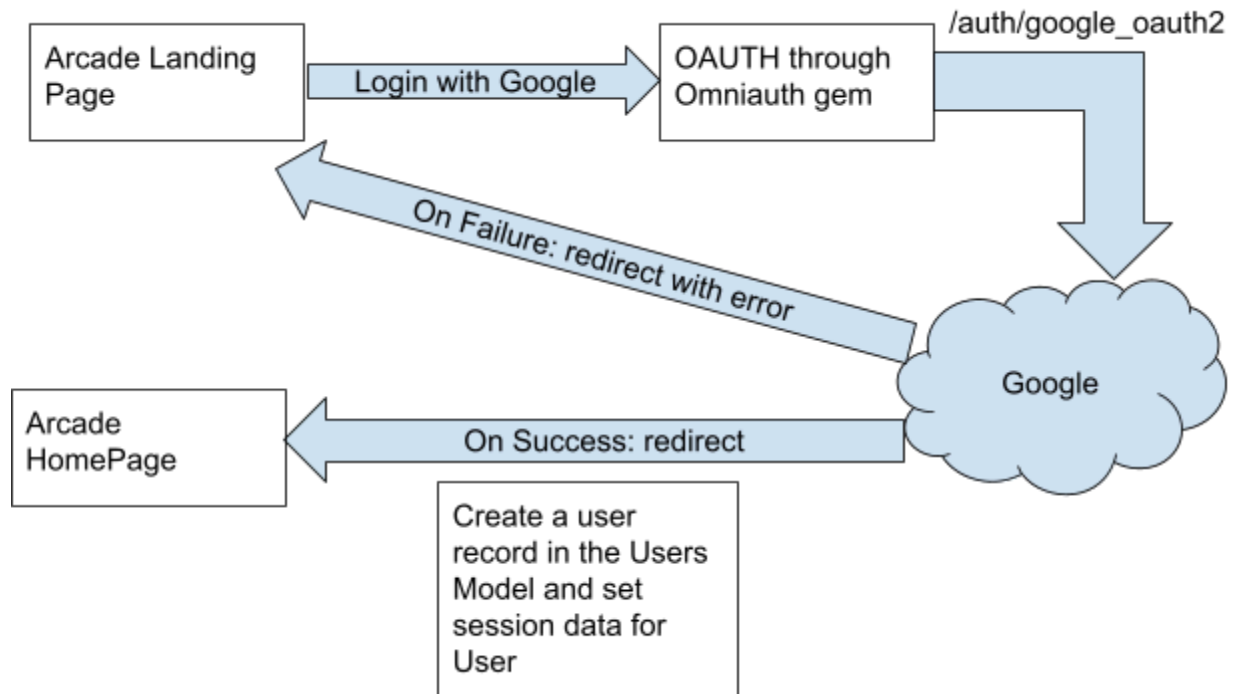 /auth/google_oauth2
Arcade Landing
Page
Login with Google
OAUTH through
Omniauth gem
On Failure: redirect with error
Google
Arcade
HomePage
On Success: redirect
Create a user
record in the Users
Model and set
session data for
User